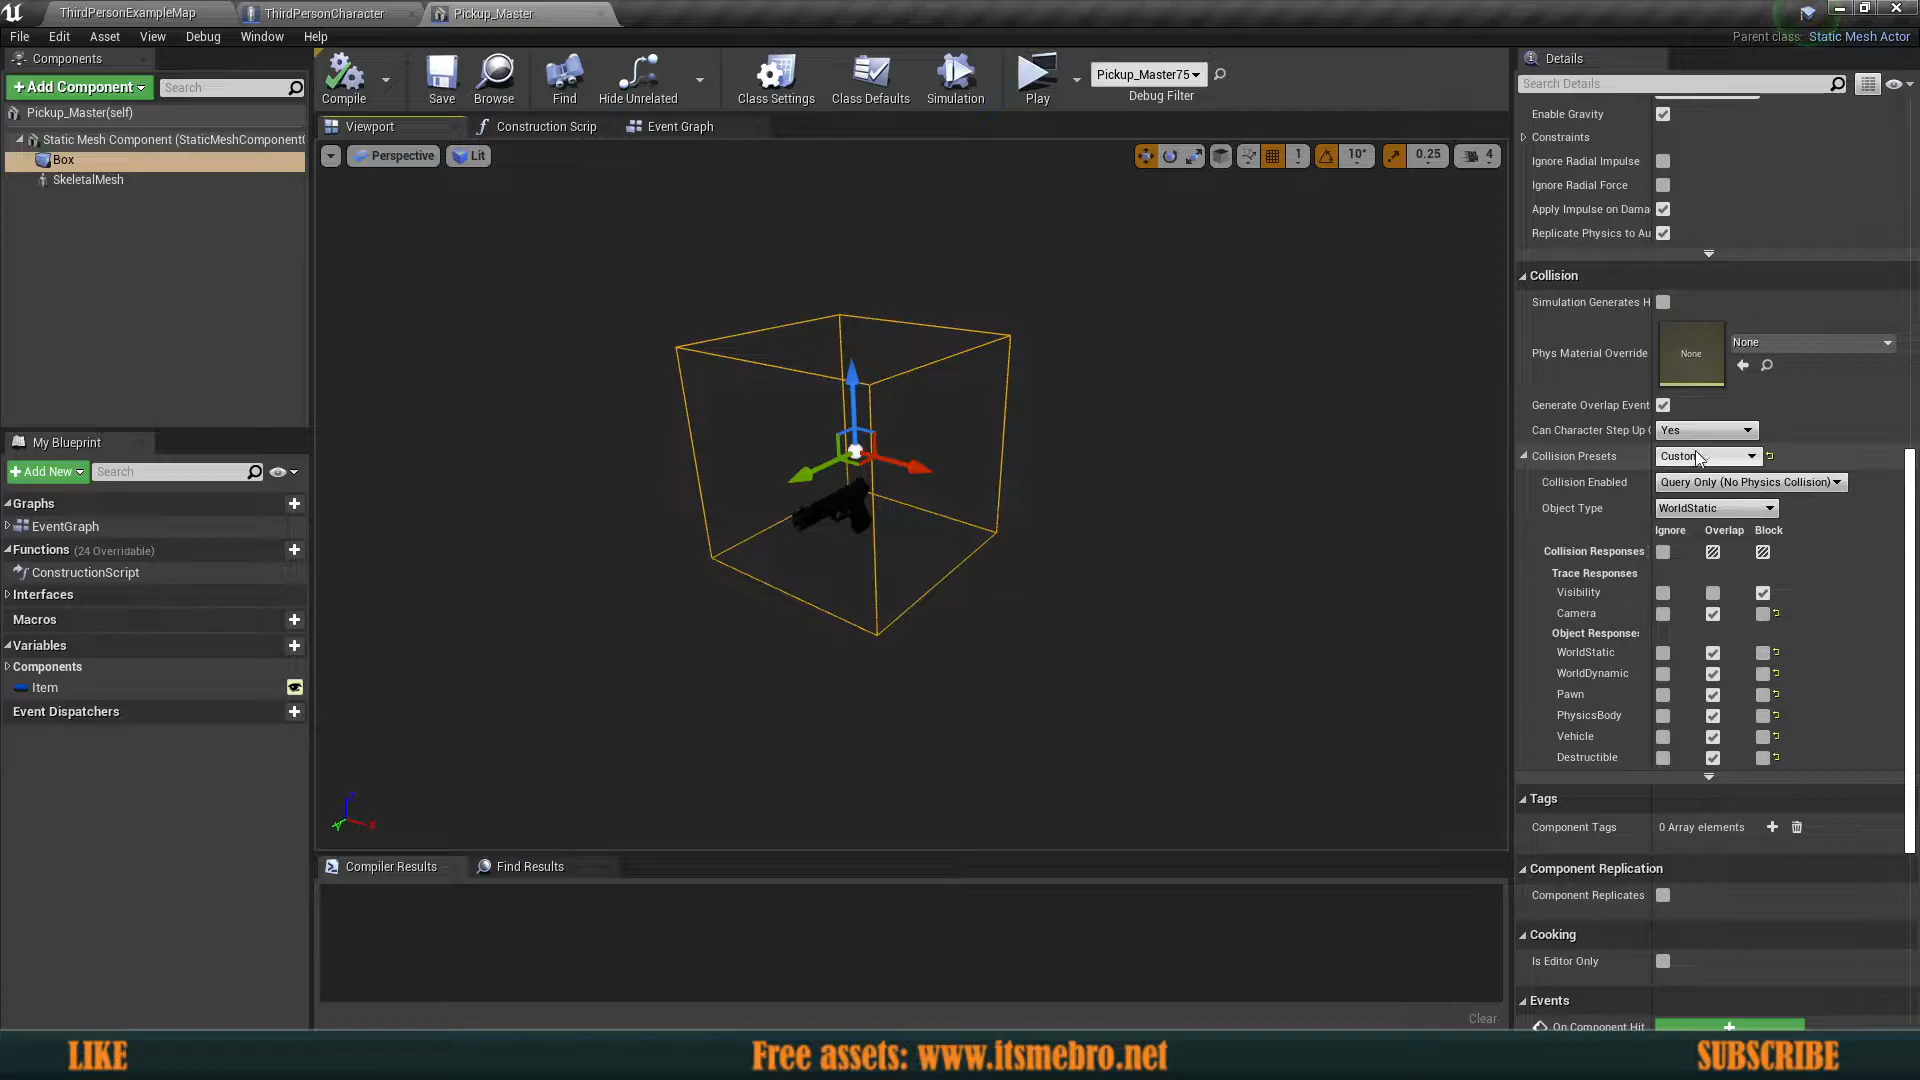 ThirdPersonExampleMap
ThirdPersonCharacter
Pickup_Master
File Edit Asset View Debug Window Help
Parent class: Static Mesh Actor
Components
+Add Component
Search
Pickup_Master(self)
Static Mesh Component (StaticMeshComponent(
Box
SkeletalMesh
Compile
Save
Browse
Find
Hide Unrelated
Class Settings
Class Defaults
Simulation
Play
Pickup_Master75
Debug Filter
Viewport
Construction Scrip
Event Graph
Perspective
Lit
1
10°
0.25
4
My Blueprint
+Add New
Search
Graphs
EventGraph
Functions (24 Overridable)
ConstructionScript
Interfaces
Macros
Variables
Components
Item
Event Dispatchers
Compiler Results
Find Results
Clear
Details
Search Details
Enable Gravity
Constraints
Ignore Radial Impulse
Ignore Radial Force
Apply Impulse on Dama
Replicate Physics to Au
Collision
Simulation Generates H
Phys Material Override
None
None
Generate Overlap Event
Can Character Step Up
Yes
Collision Presets
Custom
Collision Enabled
Query Only (No Physics Collision)
Object Type
WorldStatic
Ignore Overlap Block
Collision Responses
Trace Responses
Visibility
Camera
Object Responses
WorldStatic
WorldDynamic
Pawn
PhysicsBody
Vehicle
Destructible
Tags
Component Tags
0 Array elements
Component Replication
Component Replicates
Cooking
Is Editor Only
Events
On Component Hit
LIKE
Free assets: www.itsmebro.net
SUBSCRIBE